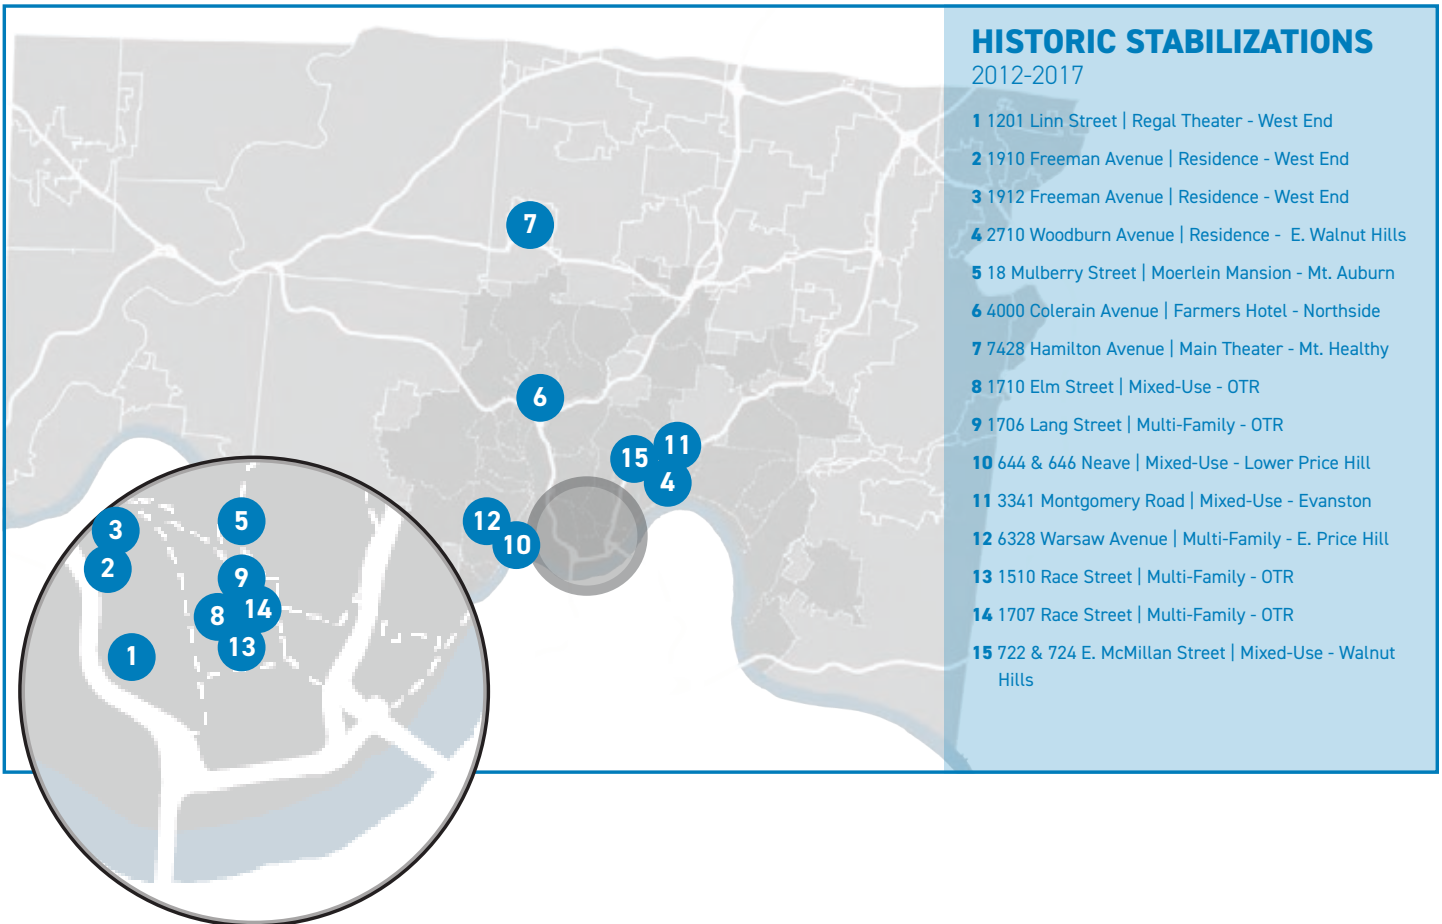 HISTORIC STABILIZATIONS
2012-2017
1 1201 Linn Street | Regal Theater - West End
2 1910 Freeman Avenue | Residence - West End
3 1912 Freeman Avenue | Residence - West End
4 2710 Woodburn Avenue | Residence - E. Walnut Hills
5 18 Mulberry Street | Moerlein Mansion - Mt. Auburn
6 4000 Colerain Avenue | Farmers Hotel - Northside
7 7428 Hamilton Avenue | Main Theater - Mt. Healthy
8 1710 Elm Street | Mixed-Use - OTR
9 1706 Lang Street | Multi-Family - OTR
10 644 & 646 Neave | Mixed-Use - Lower Price Hill
11 3341 Montgomery Road | Mixed-Use - Evanston
12 6328 Warsaw Avenue | Multi-Family - E. Price Hill
13 1510 Race Street | Multi-Family - OTR
14 1707 Race Street | Multi-Family - OTR
15 722 & 724 E. McMillan Street | Mixed-Use - Walnut
Hills
7
6
11
15
4
12
10
3
5
2
9
14
8
13
1